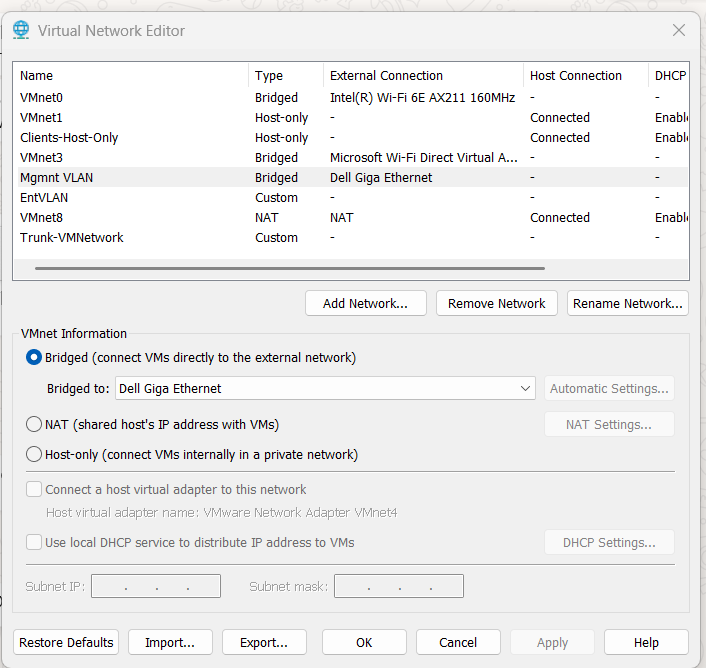 Virtual Network Editor
Name Type External Connection Host Connection DHCP
VMnet0 Bridged Intel(R) Wi-Fi 6E AX211 160MHz - -
VMnet1 Host-only - Connected Enabl
Clients-Host-Only Host-only - Connected Enabl
VMnet3 Bridged Microsoft Wi-Fi Direct Virtual A... - -
Mgmnt VLAN Bridged Dell Giga Ethernet - -
EntVLAN Custom - - -
VMnet8 NAT NAT Connected Enabl
Trunk-VMNetwork Custom - - -
Add Network... Remove Network Rename Network...
VMnet Information
Bridged (connect VMs directly to the external network)
Bridged to: Dell Giga Ethernet Automatic Settings...
NAT (shared host's IP address with VMs) NAT Settings...
Host-only (connect VMs internally in a private network)
Connect a host virtual adapter to this network
Host virtual adapter name: VMware Network Adapter VMnet4
Use local DHCP service to distribute IP address to VMs DHCP Settings...
Subnet IP: . . . Subnet mask: . . .
Restore Defaults Import... Export... OK Cancel Apply Help